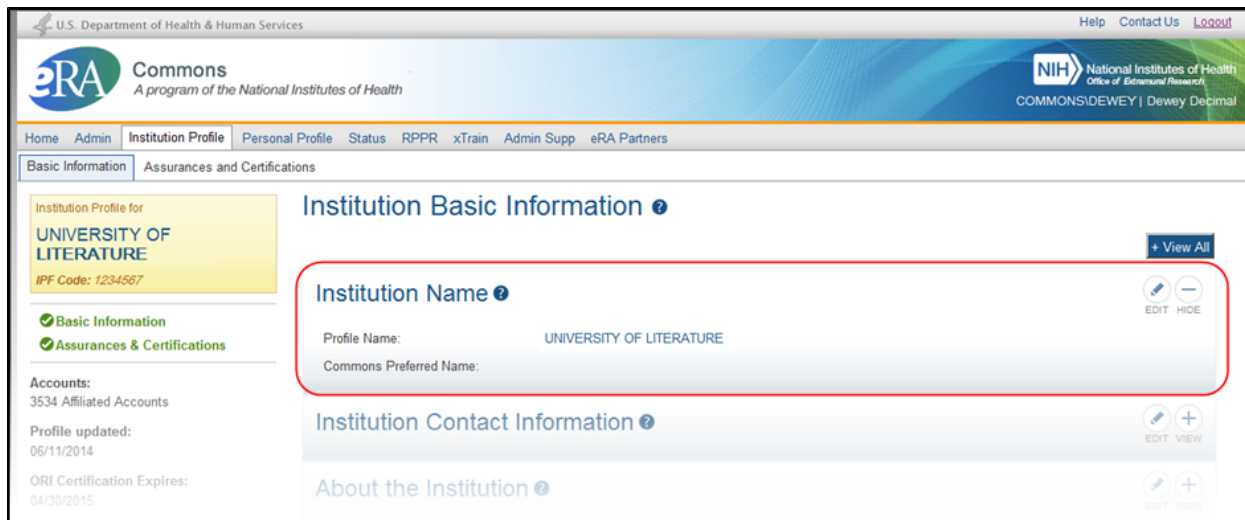 U.S. Department of Health & Human Services
Help Contact Us Logout
eRA
Commons
A program of the National Institutes of Health
NIH National Institutes of Health
Office of Extramural Research
COMMONS\DEWEY | Dewey Decimal
Home Admin Institution Profile Personal Profile Status RPPR xTrain Admin Supp eRA Partners
Basic Information Assurances and Certifications
Institution Profile for
UNIVERSITY OF
LITERATURE
IPF Code: 1234567
Basic Information
Assurances & Certifications
Accounts:
3534 Affiliated Accounts
Profile updated:
06/11/2014
ORI Certification Expires:
04/30/2015
Institution Basic Information ?
+ View All
Institution Name ?
EDIT HIDE
Profile Name: UNIVERSITY OF LITERATURE
Commons Preferred Name:
Institution Contact Information ?
EDIT VIEW
About the Institution ?
EDIT VIEW